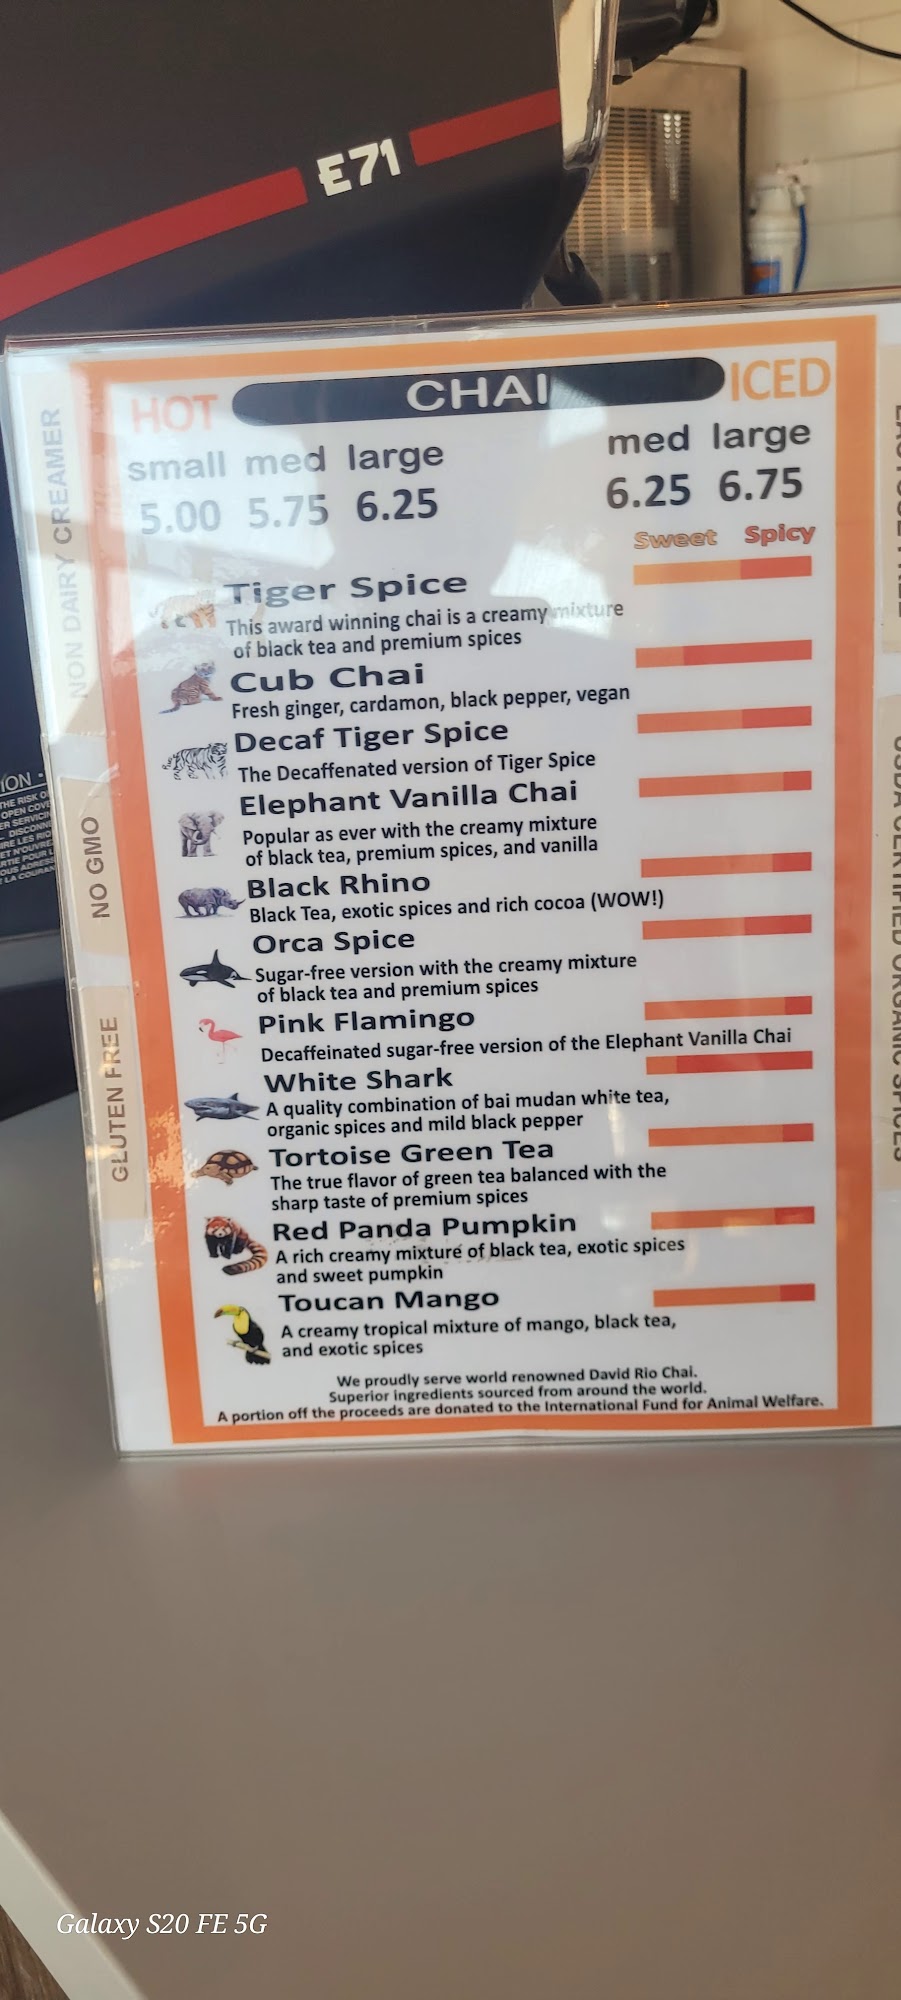 E71
HOT CHAI ICED
small med large med large
5.00 5.75 6.25 6.25 6.75
Sweet Spicy
Tiger Spice
This award winning chai is a creamy mixture
of black tea and premium spices
Cub Chai
Fresh ginger, cardamon, black pepper, vegan
Decaf Tiger Spice
The Decaffenated version of Tiger Spice
Elephant Vanilla Chai
Popular as ever with the creamy mixture
of black tea, premium spices, and vanilla
Black Rhino
Black Tea, exotic spices and rich cocoa (WOW!)
Orca Spice
Sugar-free version with the creamy mixture
of black tea and premium spices
Pink Flamingo
Decaffeinated sugar-free version of the Elephant Vanilla Chai
White Shark
A quality combination of bai mudan white tea,
organic spices and mild black pepper
Tortoise Green Tea
The true flavor of green tea balanced with the
sharp taste of premium spices
Red Panda Pumpkin
A rich creamy mixture of black tea, exotic spices
and sweet pumpkin
Toucan Mango
A creamy tropical mixture of mango, black tea,
and exotic spices
We proudly serve world renowned David Rio Chai.
Superior ingredients sourced from around the world.
A portion off the proceeds are donated to the International Fund for Animal Welfare.
NON DAIRY CREAMER
NO GMO
GLUTEN FREE
USDA CERTIFIED ORGANIC SPICES
Galaxy S20 FE 5G